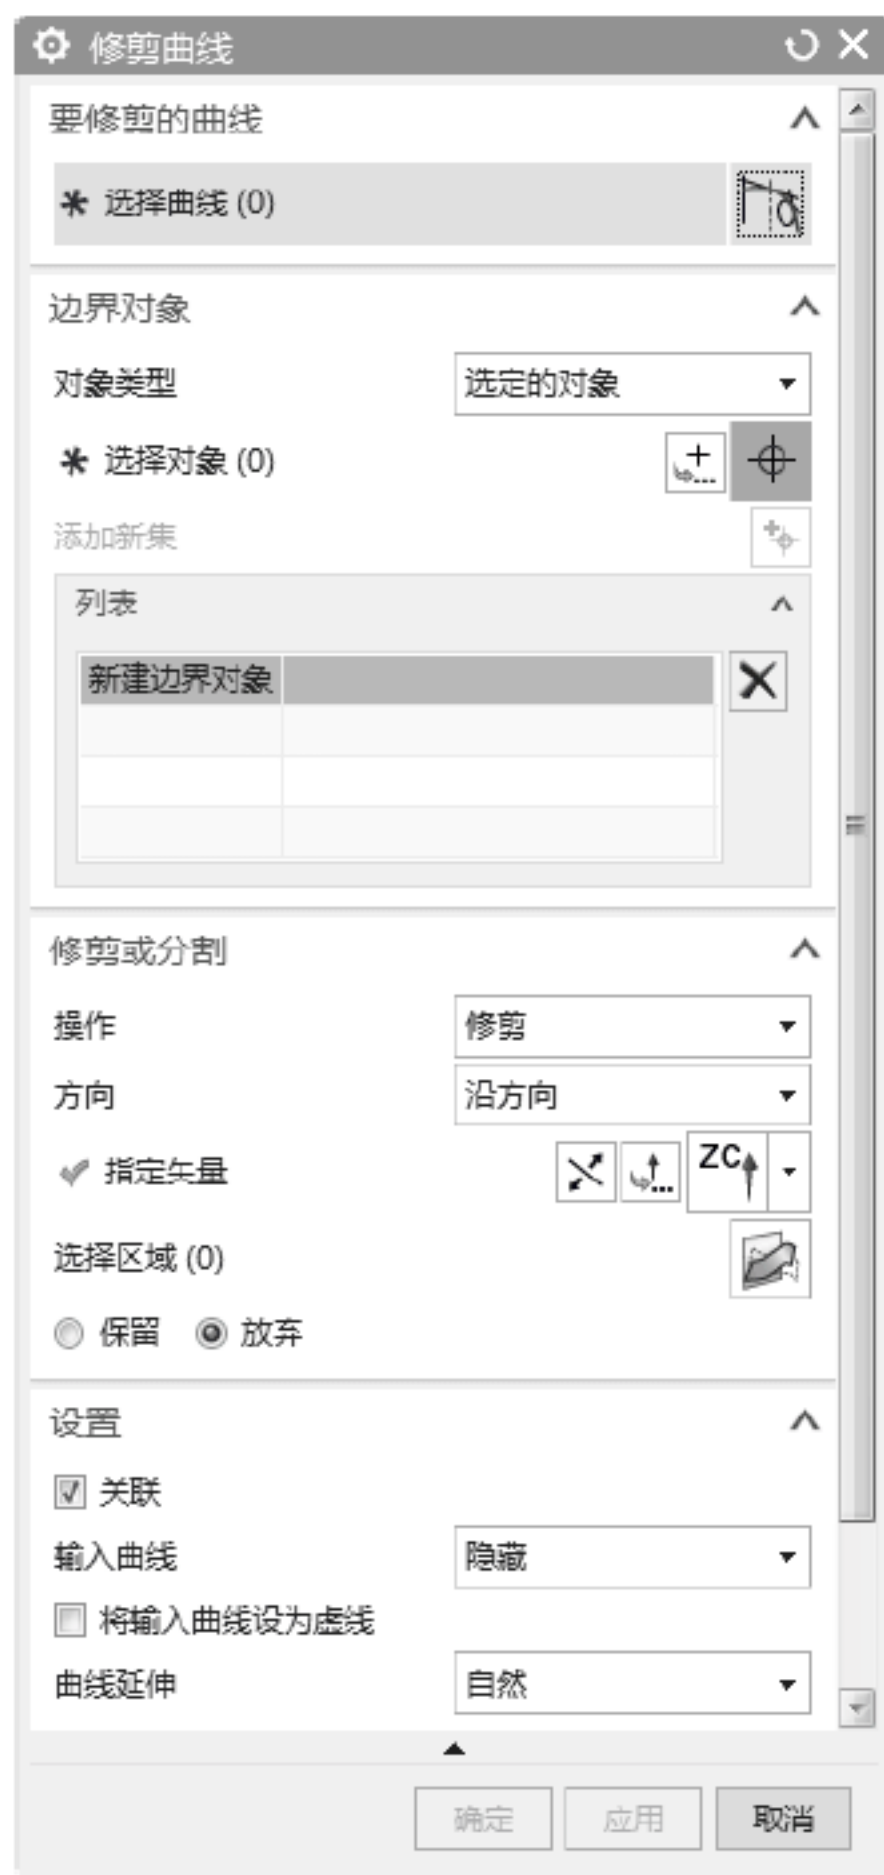 修剪曲线
要修剪的曲线
* 选择曲线 (0)
边界对象
对象类型 选定的对象
* 选择对象 (0)
添加新集
列表
新建边界对象
修剪或分割
操作 修剪
方向 沿方向
指定矢量 ZC
选择区域 (0)
保留 放弃
设置
关联
输入曲线 隐藏
将输入曲线设为虚线
曲线延伸 自然
确定 应用 取消